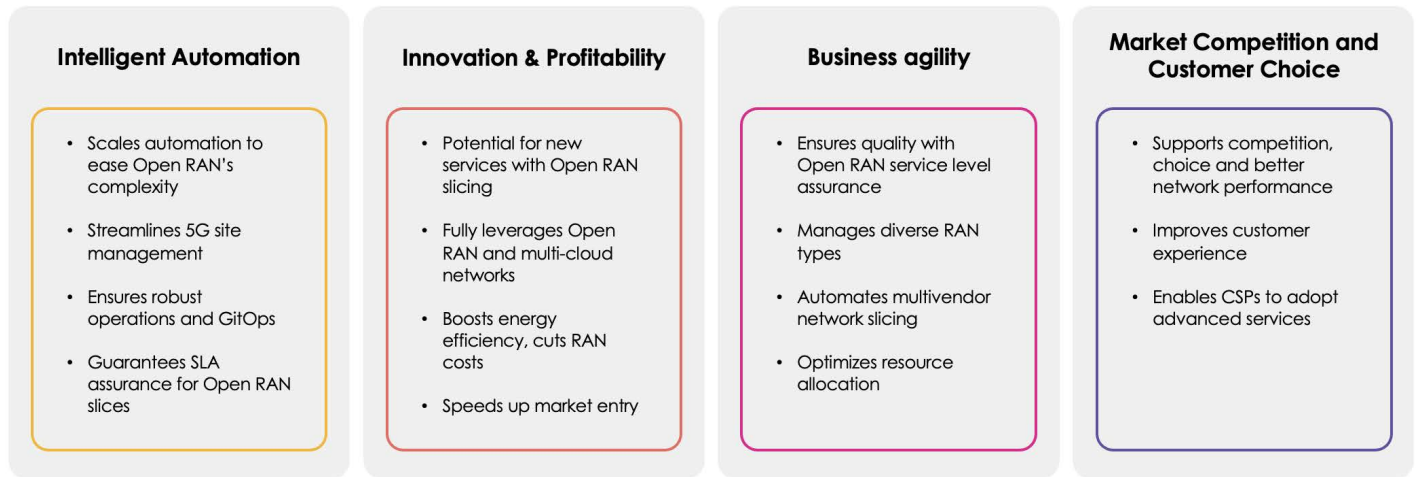 Intelligent Automation
• Scales automation to
ease Open RAN's
complexity
• Streamlines 5G site
management
• Ensures robust
operations and GitOps
• Guarantees SLA
assurance for Open RAN
slices
Innovation & Profitability
• Potential for new
services with Open RAN
slicing
• Fully leverages Open
RAN and multi-cloud
networks
• Boosts energy
efficiency, cuts RAN
costs
• Speeds up market entry
Business agility
• Ensures quality with
Open RAN service level
assurance
• Manages diverse RAN
types
• Automates multivendor
network slicing
• Optimizes resource
allocation
Market Competition and
Customer Choice
• Supports competition,
choice and better
network performance
• Improves customer
experience
• Enables CSPs to adopt
advanced services